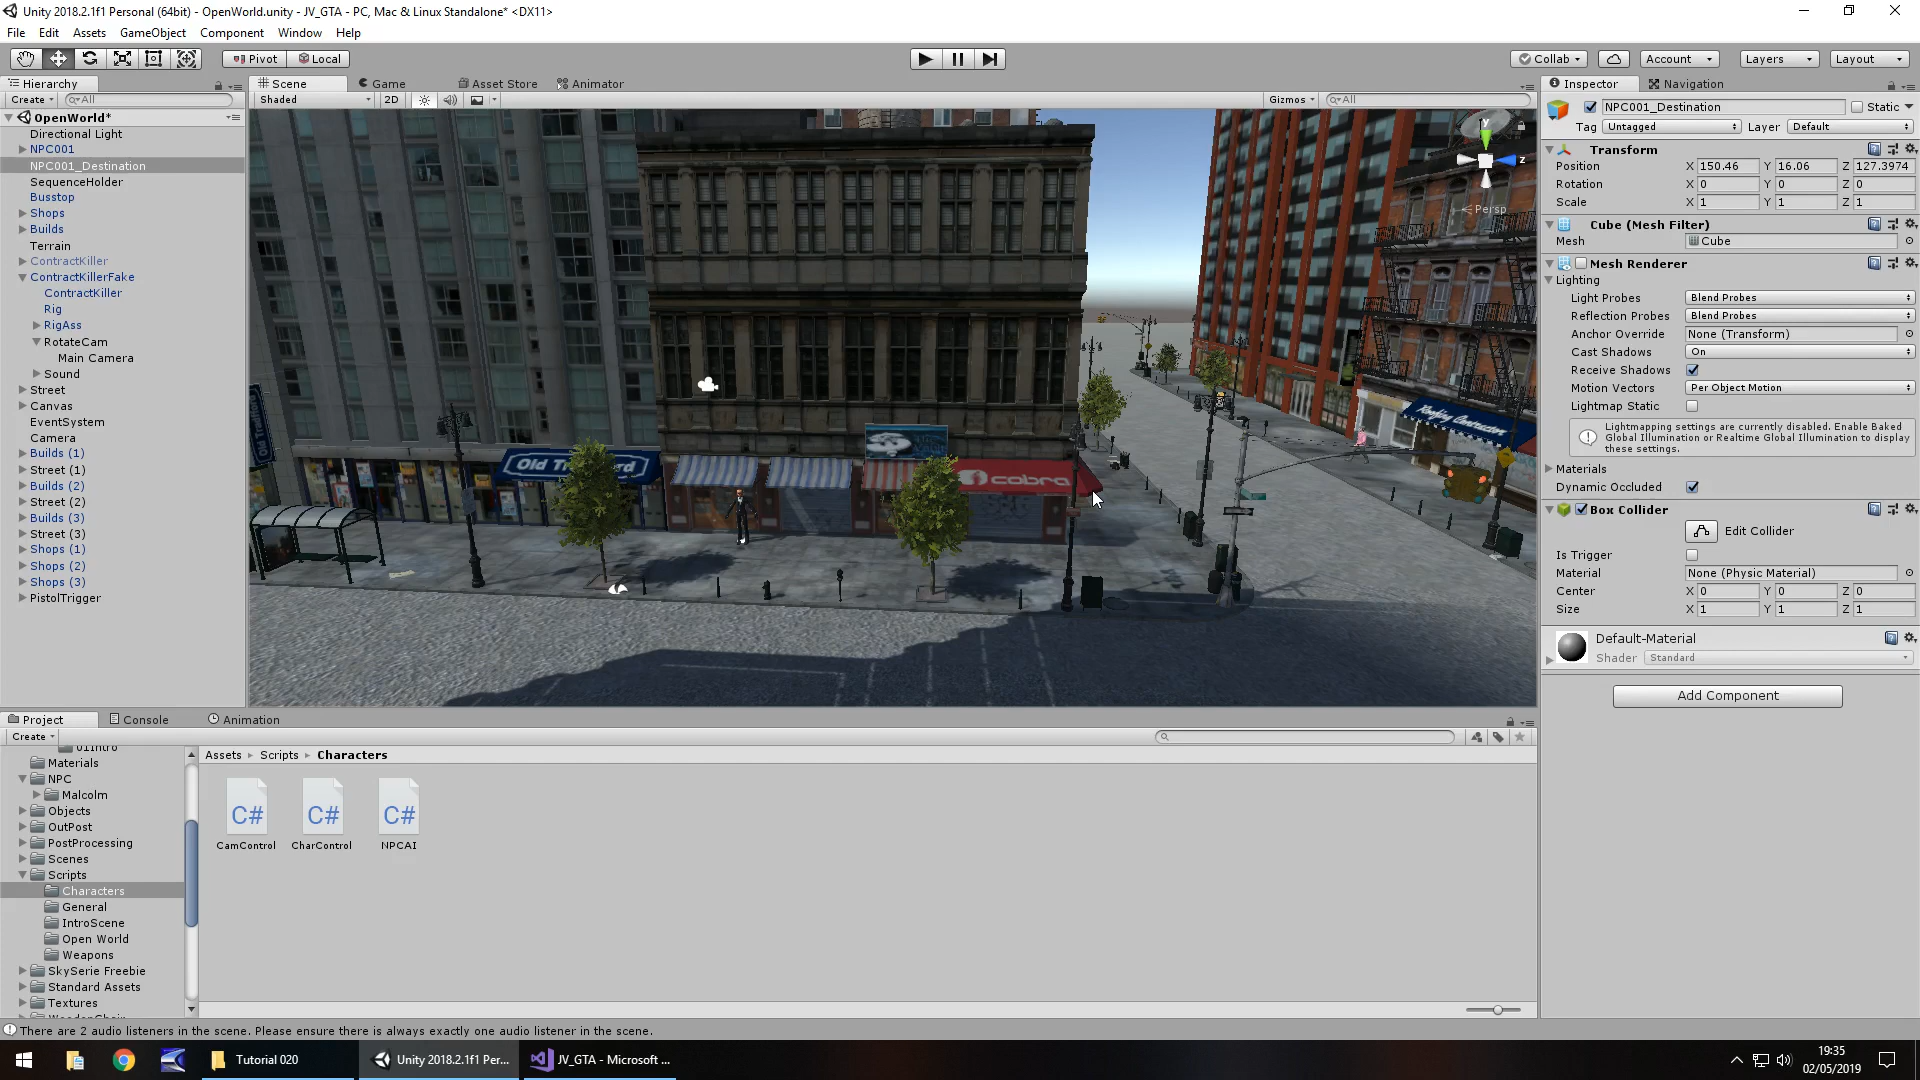 Unity 2018.2.1f1 Personal (64bit) - OpenWorld.unity - JV_GTA - PC, Mac & Linux Standalone* <DX11>
File Edit Assets GameObject Component Window Help
Pivot Local Collab Account Layers Layout
Hierarchy
Create All
OpenWorld*
Directional Light
NPC001
NPC001_Destination
SequenceHolder
Busstop
Shops
Builds
Terrain
ContractKiller
ContractKillerFake
ContractKiller
Rig
RigAss
RotateCam
Main Camera
Sound
Street
Canvas
EventSystem
Camera
Builds (1)
Street (1)
Builds (2)
Street (2)
Builds (3)
Street (3)
Shops (1)
Shops (2)
Shops (3)
PistolTrigger
Scene Game Asset Store Animator
Shaded 2D Gizmos All
y
z
Persp
cobra
Roofing Contractors
Inspector Navigation
NPC001_Destination Static
Tag Untagged Layer Default
Transform
Position X 150.46 Y 16.06 Z 127.3974
Rotation X 0 Y 0 Z 0
Scale X 1 Y 1 Z 1
Cube (Mesh Filter)
Mesh Cube
Mesh Renderer
Lighting
Light Probes Blend Probes
Reflection Probes Blend Probes
Anchor Override None (Transform)
Cast Shadows On
Receive Shadows
Motion Vectors Per Object Motion
Lightmap Static
Lightmapping settings are currently disabled. Enable Baked
Global Illumination or Realtime Global Illumination to display
these settings.
Materials
Dynamic Occluded
Box Collider
Edit Collider
Is Trigger
Material None (Physic Material)
Center X 0 Y 0 Z 0
Size X 1 Y 1 Z 1
Default-Material
Shader Standard
Add Component
Project Console Animation
Create
Materials
NPC
Malcolm
Objects
OutPost
PostProcessing
Scenes
Scripts
Characters
General
IntroScene
Open World
Weapons
SkySerie Freebie
Standard Assets
Textures
Assets Scripts Characters
C# C# C#
CamControl CharControl NPCAI
There are 2 audio listeners in the scene. Please ensure there is always exactly one audio listener in the scene.
Tutorial 020 Unity 2018.2.1f1 Per... JV_GTA - Microsoft ...
19:35
02/05/2019